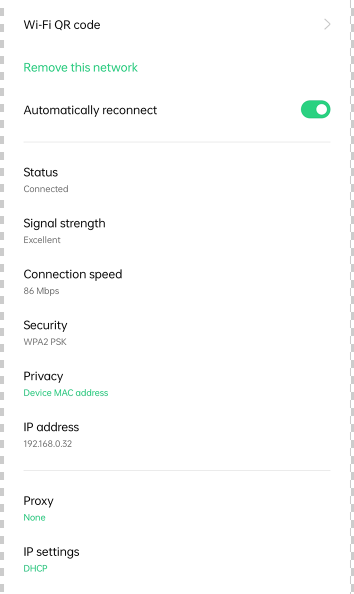 Wi-Fi QR code
Remove this network
Automatically reconnect
Status
Connected
Signal strength
Excellent
Connection speed
86 Mbps
Security
WPA2 PSK
Privacy
Device MAC address
IP address
192.168.0.32
Proxy
None
IP settings
DHCP